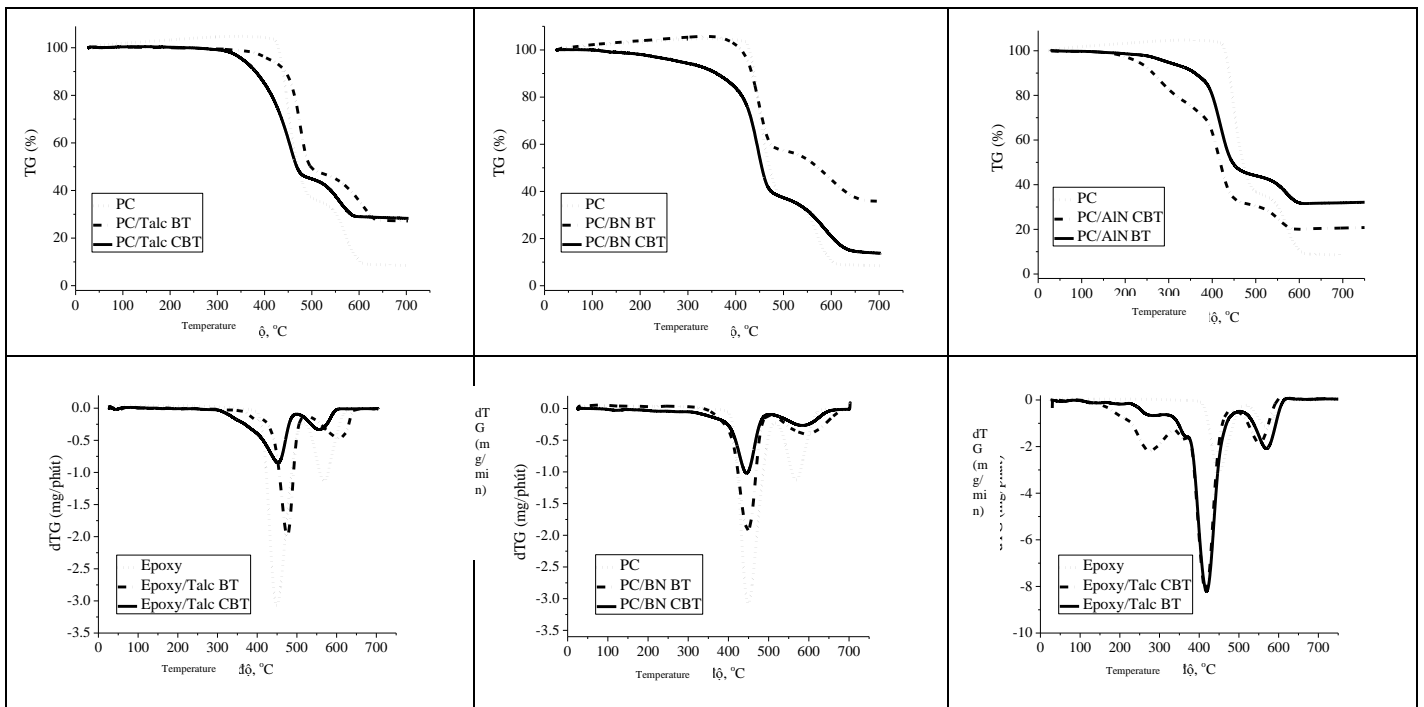 100
80
60
40
20
0
TG (%)
PC
PC/Talc BT
PC/Talc CBT
0 100 200 300 400 500 600 700
Temperature ộ, °C
100
80
60
40
20
0
TG (%)
PC
PC/BN BT
PC/BN CBT
0 100 200 300 400 500 600 700
Temperature ộ, °C
100
80
60
40
20
0
TG (%)
PC
PC/AlN CBT
PC/AlN BT
0 100 200 300 400 500 600 700
Temperature độ, °C
0.0
-0.5
-1.0
-1.5
-2.0
-2.5
-3.0
-3.5
dTG (mg/phút)
Epoxy
Epoxy/Talc BT
Epoxy/Talc CBT
0 100 200 300 400 500 600 700
Temperature độ, °C
dT
G (m
g/
mi
n)
0.0
-0.5
-1.0
-1.5
-2.0
-2.5
-3.0
-3.5
dTG (mg/phút)
PC
PC/BN BT
PC/BN CBT
0 100 200 300 400 500 600 700
Temperature độ, °C
dT
G (m
g/
mi
n)
0
-2
-4
-6
-8
-10
Epoxy
Epoxy/Talc CBT
Epoxy/Talc BT
0 100 200 300 400 500 600 700
Temperature độ, °C